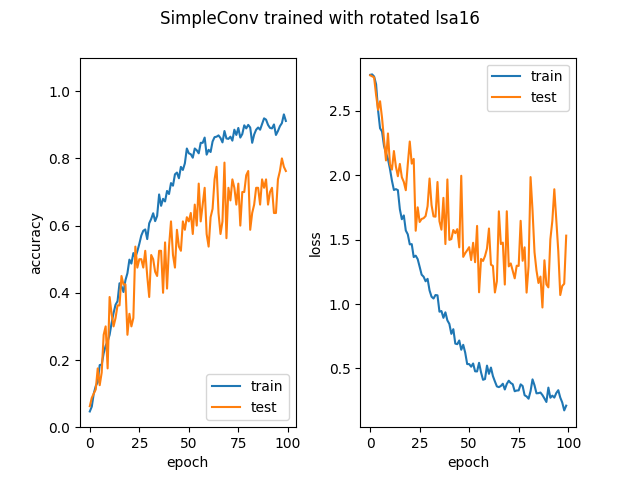 SimpleConv trained with rotated lsa16
accuracy
1.0
0.8
0.6
0.4
0.2
0.0
0 25 50 75 100
epoch
train
test
loss
2.5
2.0
1.5
1.0
0.5
0 25 50 75 100
epoch
train
test